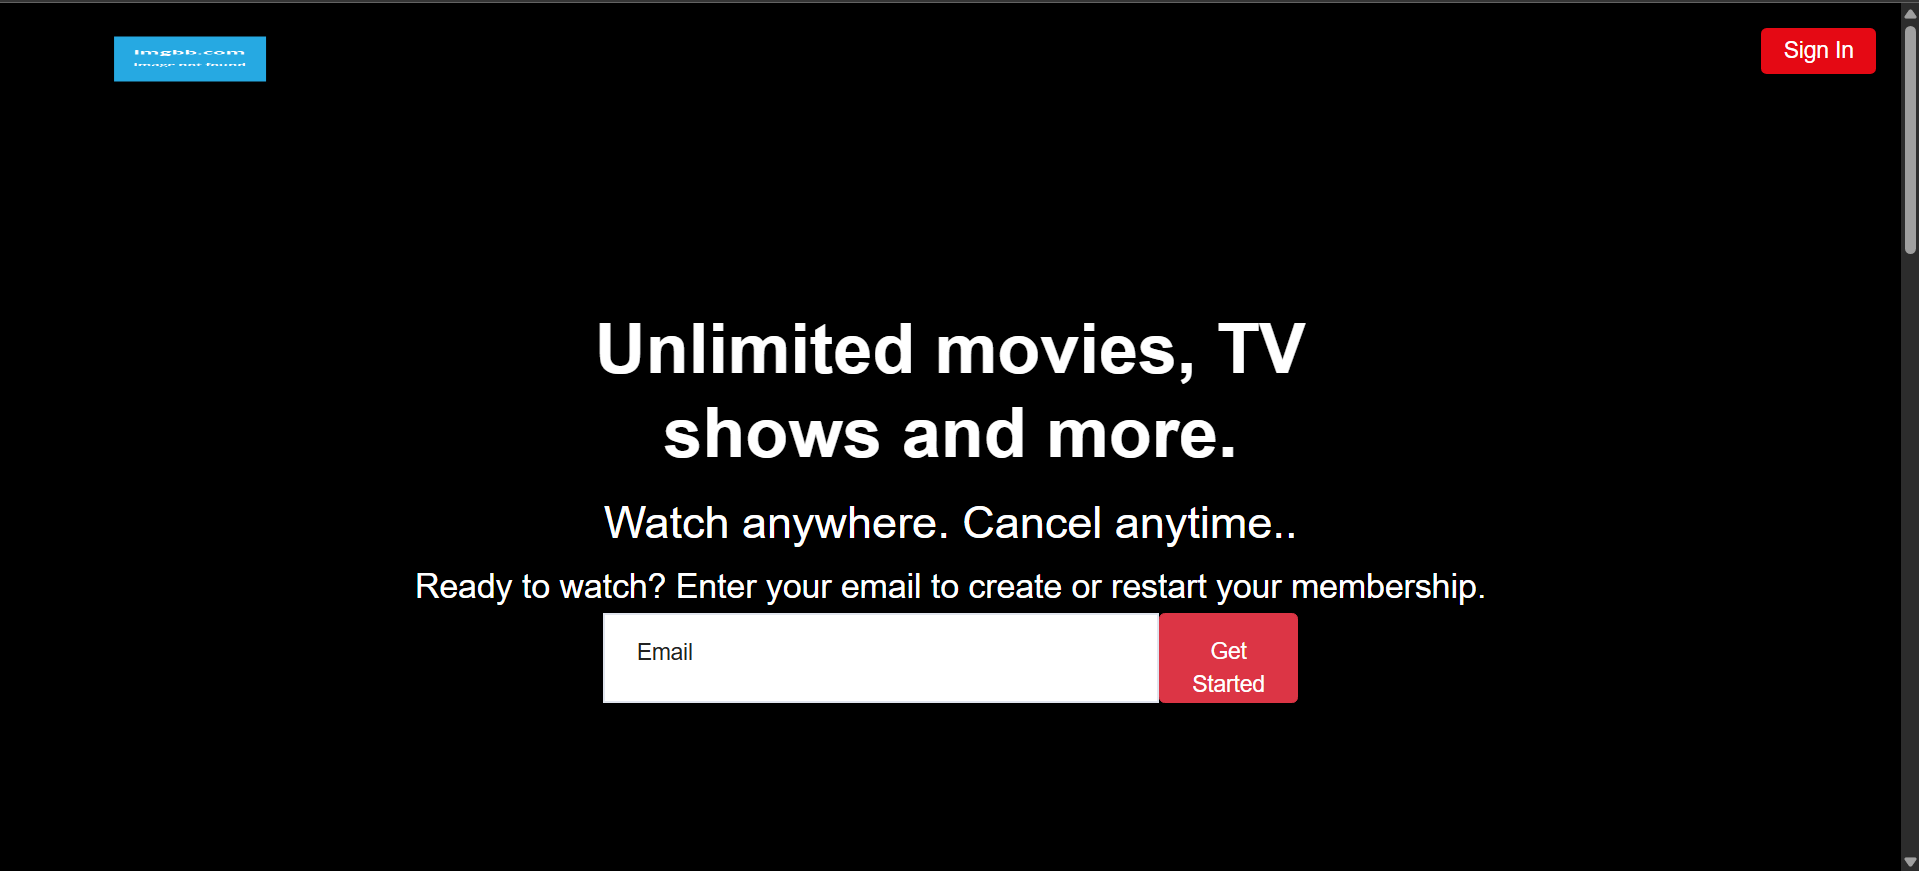 imgbb.com
image not found
Sign In
Unlimited movies, TV
shows and more.
Watch anywhere. Cancel anytime..
Ready to watch? Enter your email to create or restart your membership.
Email
Get
Started